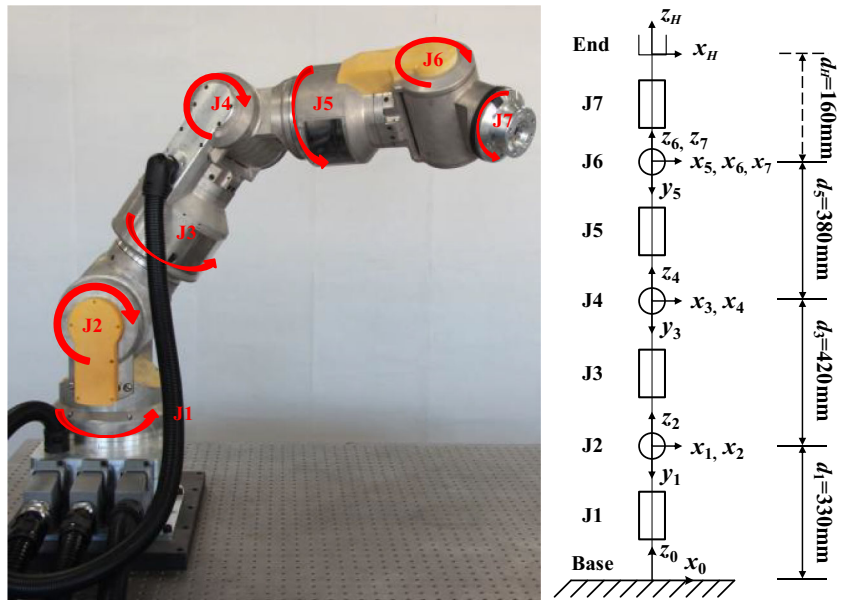 J1
J2
J3
J4
J5
J6
J7
z_H
End
x_H
d_H=160mm
J7
z_6, z_7
J6
x_5, x_6, x_7
y_5
d_5=380mm
J5
z_4
J4
x_3, x_4
y_3
d_3=420mm
J3
z_2
J2
x_1, x_2
y_1
d_1=330mm
J1
z_0
Base
x_0